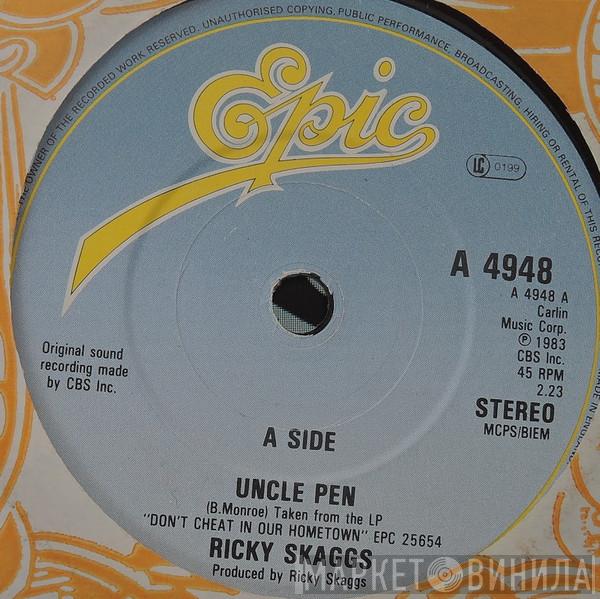 THE OWNER OF THE RECORDED WORK RESERVED. UNAUTHORISED COPYING, PUBLIC PERFORMANCE, BROADCASTING, HIRING OR RENTAL OF THIS RECO
MADE IN ENGLAND
Epic
LC 0199
A 4948
A 4948 A
Carlin
Music Corp.
℗ 1983
CBS Inc.
45 RPM
2.23
STEREO
MCPS/BIEM
Original sound
recording made
by CBS Inc.
A SIDE
UNCLE PEN
(B.Monroe) Taken from the LP
"DON'T CHEAT IN OUR HOMETOWN" EPC 25654
RICKY SKAGGS
Produced by Ricky Skaggs
МАРКЕТ ВИНИЛА